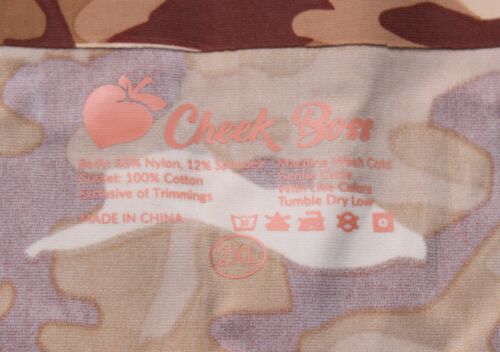 Cheek Boss
Body: 88% Nylon, 12% Spandex
Gusset: 100% Cotton
Exclusive of Trimmings
MADE IN CHINA
Machine Wash Cold
Gentle Cycle
With Like Colors
Tumble Dry Low
30
2XL